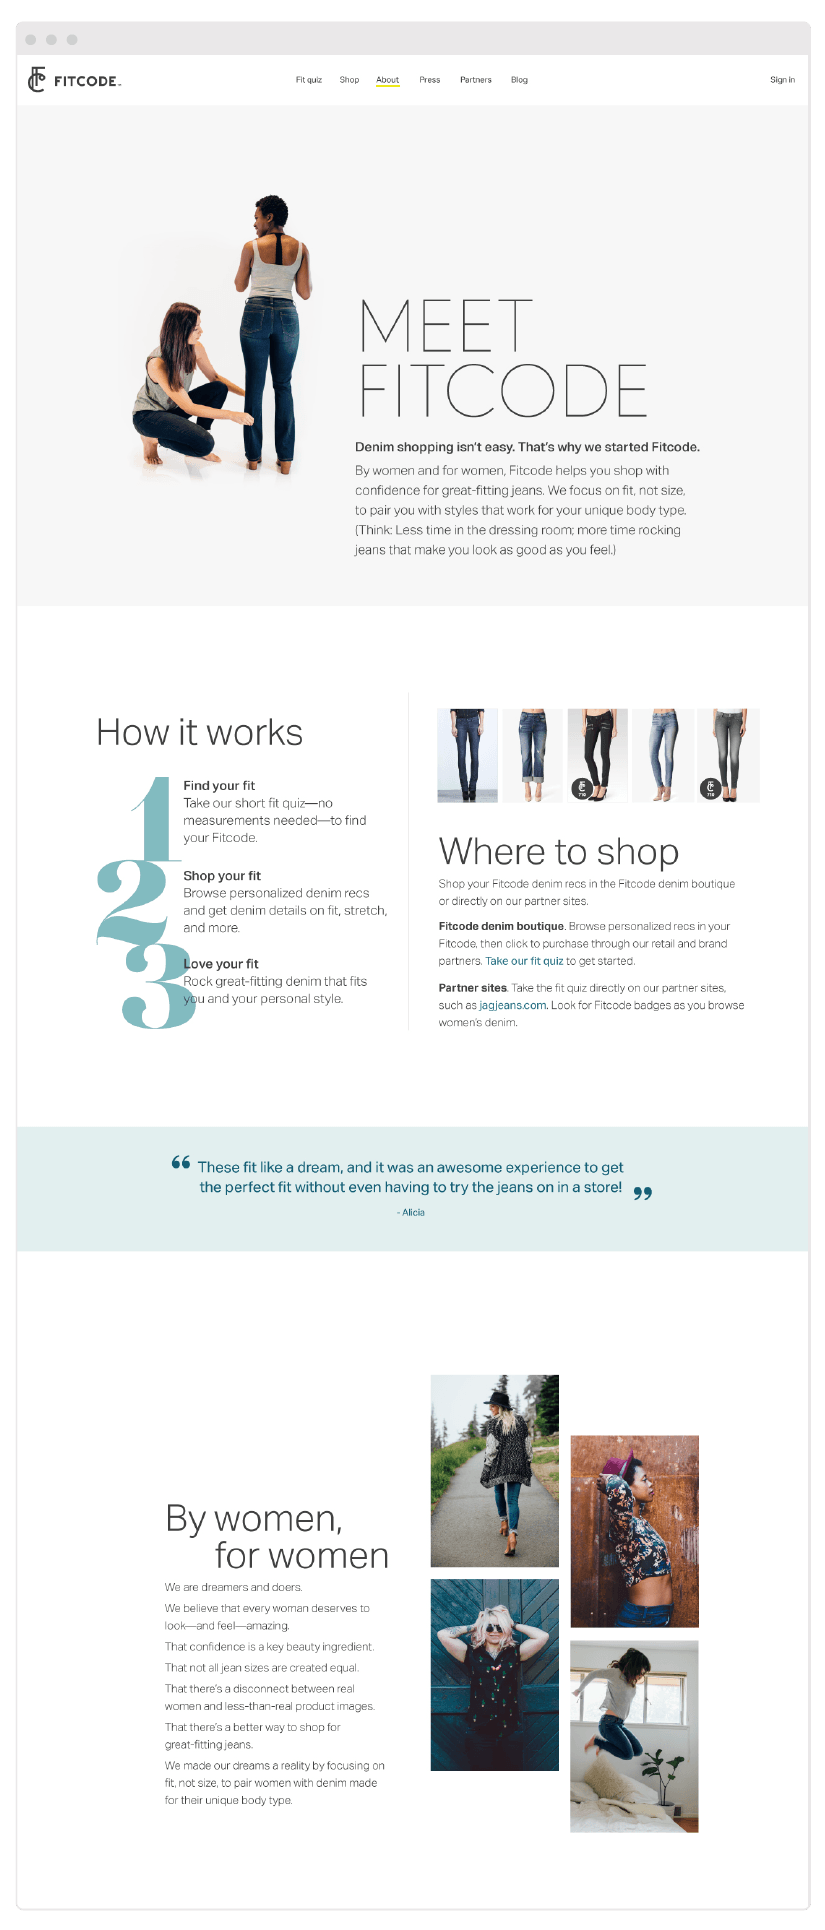 FITCODE
Fit quiz
Shop
About
Press
Partners
Blog
Sign in
MEET
FITCODE
Denim shopping isn't easy. That's why we started Fitcode.
By women and for women, Fitcode helps you shop with
confidence for great-fitting jeans. We focus on fit, not size,
to pair you with styles that work for your unique body type.
(Think: Less time in the dressing room; more time rocking
jeans that make you look as good as you feel.)
How it works
1
Find your fit
Take our short fit quiz—no
measurements needed—to find
your Fitcode.
2
Shop your fit
Browse personalized denim recs
and get denim details on fit, stretch,
and more.
3
Love your fit
Rock great-fitting denim that fits
you and your personal style.
710
710
Where to shop
Shop your Fitcode denim recs in the Fitcode denim boutique
or directly on our partner sites.
Fitcode denim boutique. Browse personalized recs in your
Fitcode, then click to purchase through our retail and brand
partners. Take our fit quiz to get started.
Partner sites. Take the fit quiz directly on our partner sites,
such as jagjeans.com. Look for Fitcode badges as you browse
women's denim.
“ These fit like a dream, and it was an awesome experience to get
the perfect fit without even having to try the jeans on in a store! ”
- Alicia
By women,
for women
We are dreamers and doers.
We believe that every woman deserves to
look—and feel—amazing.
That confidence is a key beauty ingredient.
That not all jean sizes are created equal.
That there's a disconnect between real
women and less-than-real product images.
That there's a better way to shop for
great-fitting jeans.
We made our dreams a reality by focusing on
fit, not size, to pair women with denim made
for their unique body type.